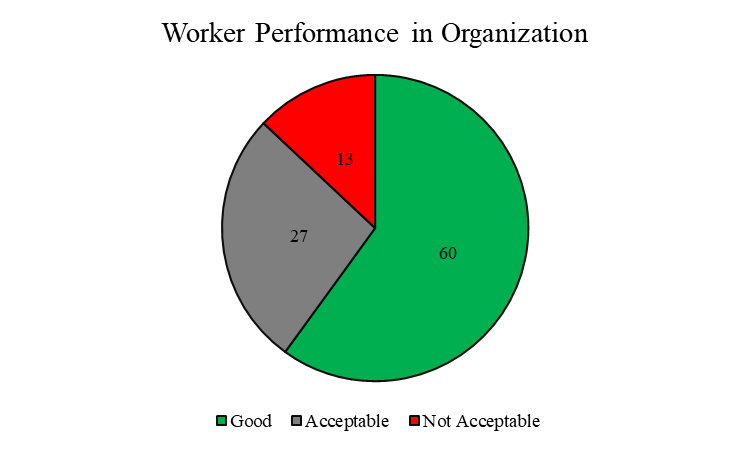 Worker Performance in Organization
13
27
60
Good Acceptable Not Acceptable